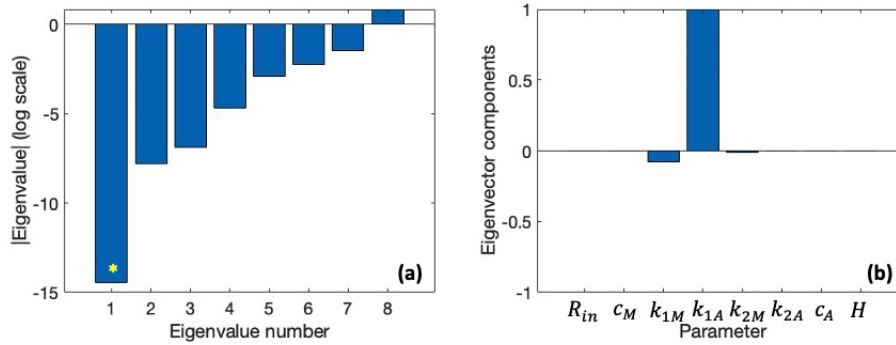 |Eigenvalue| (log scale)
0
-5
-10
-15
1 2 3 4 5 6 7 8
Eigenvalue number
*
(a)
Eigenvector components
1
0.5
0
-0.5
-1
R_in c_M k_1M k_1A k_2M k_2A c_A H
Parameter
(b)